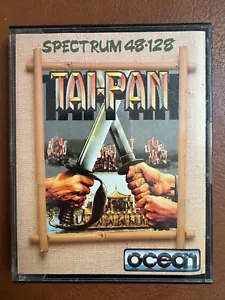 SPECTRUM 48·128
TAI-PAN
ocean